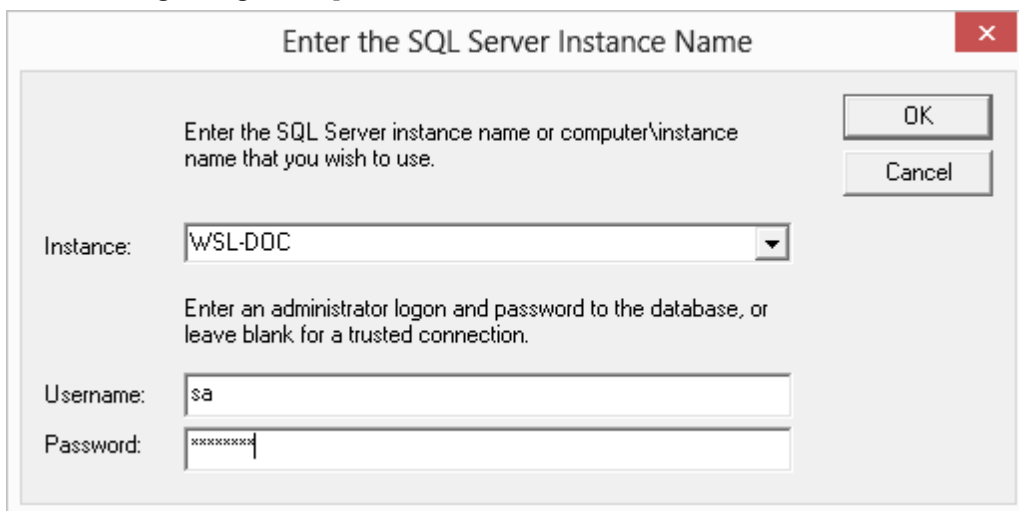 Enter the SQL Server Instance Name
×
Enter the SQL Server instance name or computer\instance
name that you wish to use.
OK
Cancel
Instance:
WSL-DOC
Enter an administrator logon and password to the database, or
leave blank for a trusted connection.
Username:
sa
Password:
********